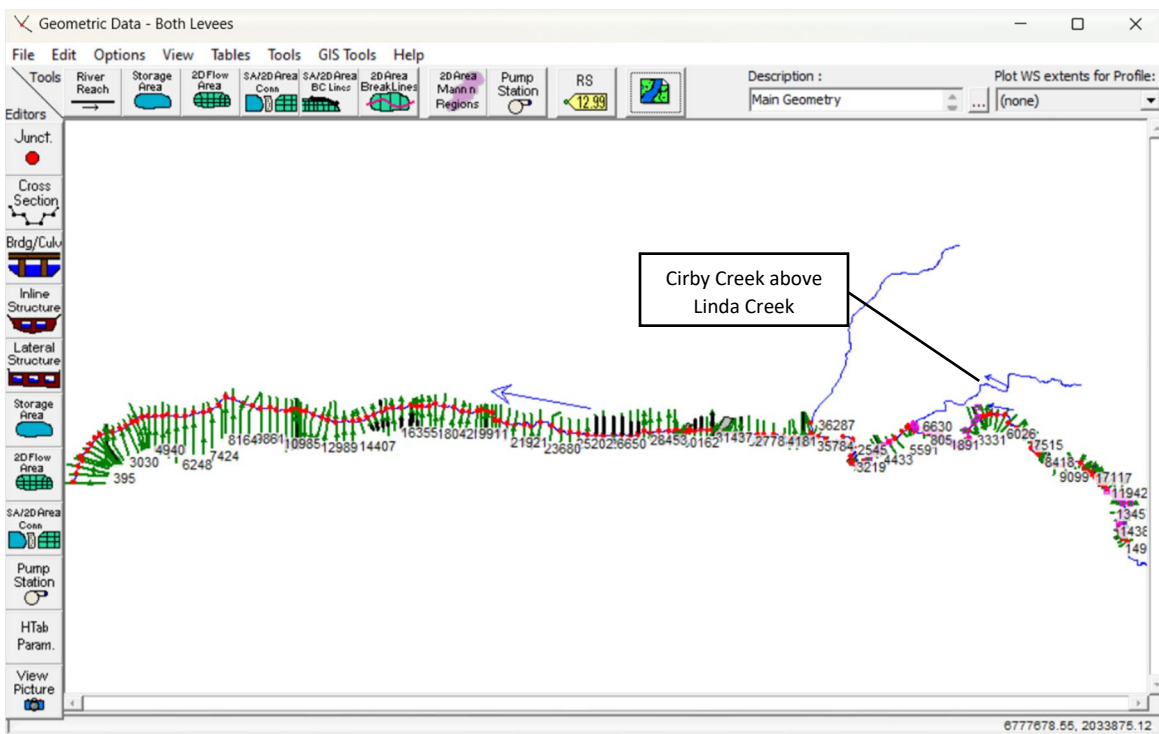 Geometric Data - Both Levees
File Edit Options View Tables Tools GIS Tools Help
Tools
Editors
River
Reach
Storage
Area
2D Flow
Area
SA/2D Area
Conn
SA/2D Area
BC Lines
2D Area
BreakLines
2D Area
Mann n
Regions
Pump
Station
RS
12.99
Description :
Main Geometry
...
Plot WS extents for Profile:
(none)
Junct.
Cross
Section
Brdg/Culv
Inline
Structure
Lateral
Structure
Storage
Area
2D Flow
Area
SA/2D Area
Conn
Pump
Station
HTab
Param.
View
Picture
Cirby Creek above
Linda Creek
395
3030
4940
6248
7424
12989
14407
21921
23680
28453
36287
35784
2545
3219
4433
5591
6630
805
1891
3331
6026
7515
8418
9099
17117
11942
1345
1438
149
6777678.55, 2033875.12